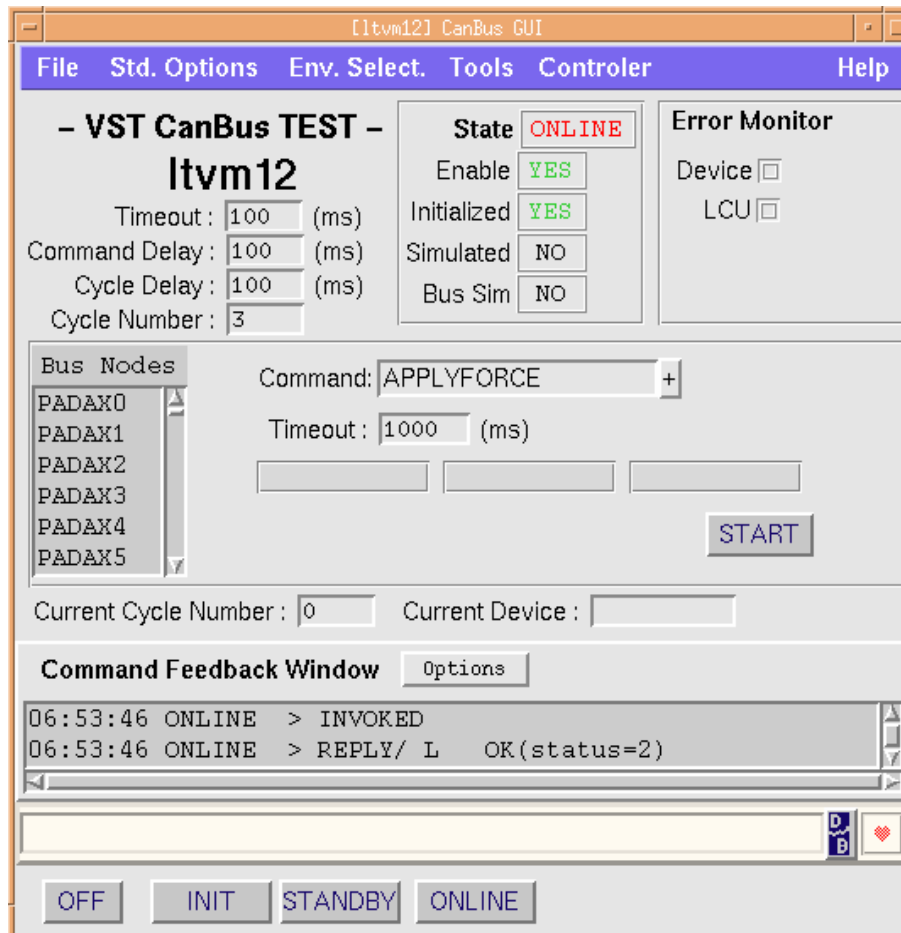 [ltvm12] CanBus GUI
File Std. Options Env. Select. Tools Controler Help
– VST CanBus TEST –
ltvm12
Timeout : 100 (ms)
Command Delay : 100 (ms)
Cycle Delay : 100 (ms)
Cycle Number : 3
State ONLINE
Enable YES
Initialized YES
Simulated NO
Bus Sim NO
Error Monitor
Device
LCU
Bus Nodes
PADAX0
PADAX1
PADAX2
PADAX3
PADAX4
PADAX5
Command: APPLYFORCE +
Timeout : 1000 (ms)
START
Current Cycle Number : 0 Current Device :
Command Feedback Window Options
06:53:46 ONLINE > INVOKED
06:53:46 ONLINE > REPLY/ L OK(status=2)
D B
OFF INIT STANDBY ONLINE